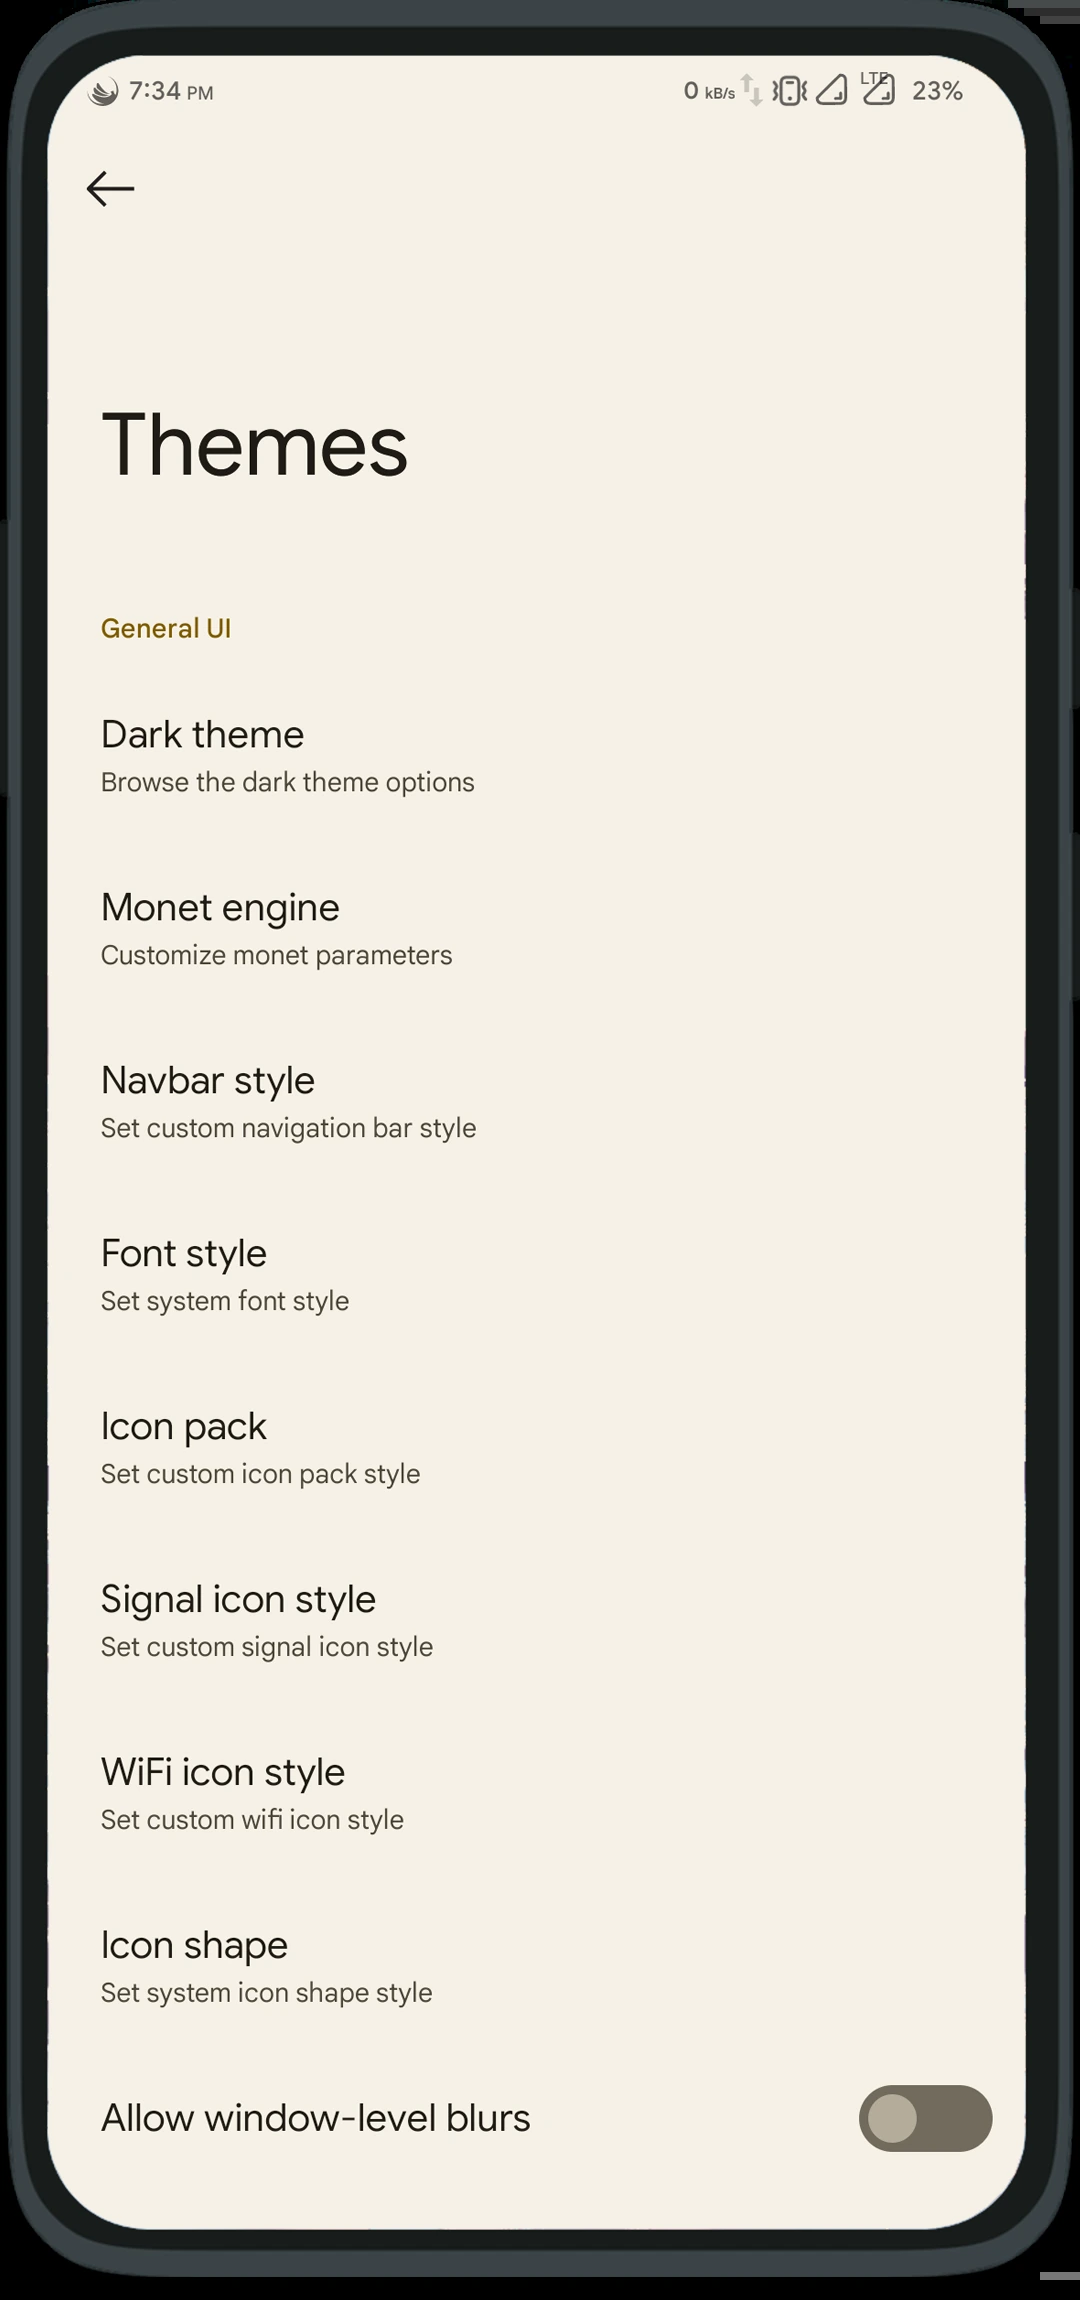 7:34 PM
0 kB/s LTE 23%
Themes
General UI
Dark theme
Browse the dark theme options
Monet engine
Customize monet parameters
Navbar style
Set custom navigation bar style
Font style
Set system font style
Icon pack
Set custom icon pack style
Signal icon style
Set custom signal icon style
WiFi icon style
Set custom wifi icon style
Icon shape
Set system icon shape style
Allow window-level blurs